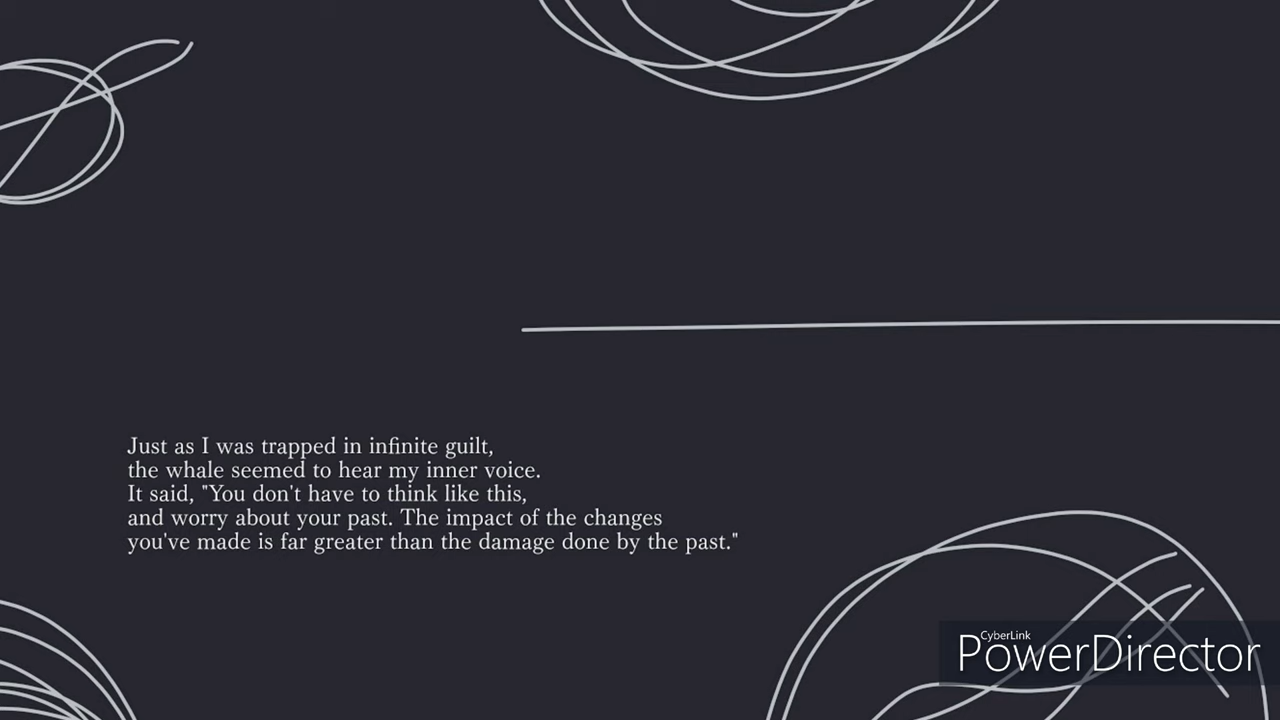 Just as I was trapped in infinite guilt,
the whale seemed to hear my inner voice.
It said, "You don't have to think like this,
and worry about your past. The impact of the changes
you've made is far greater than the damage done by the past."
CyberLink
PowerDirector